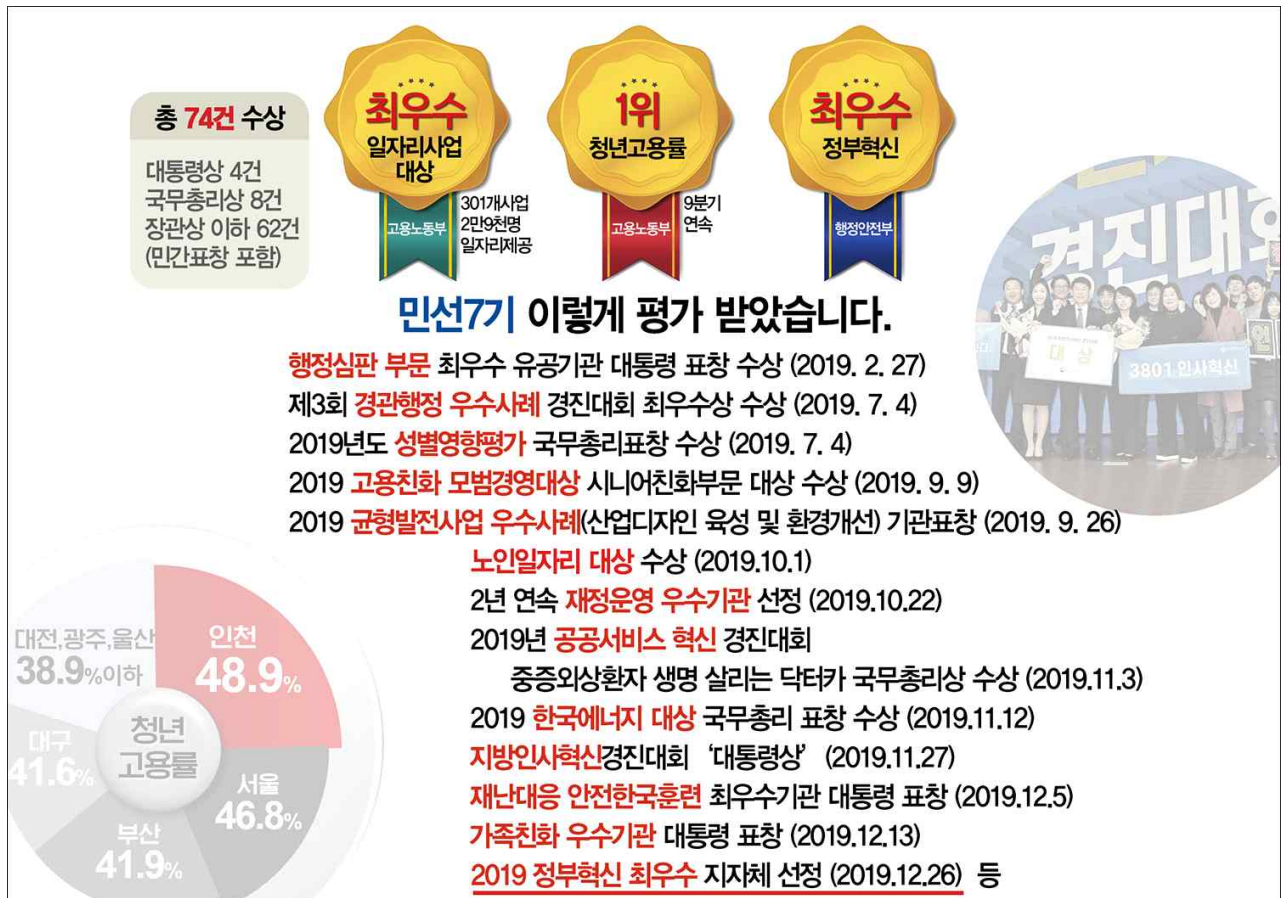 총 74건 수상
대통령상 4건
국무총리상 8건
장관상 이하 62건
(민간표창 포함)
최우수
일자리사업
대상
고용노동부
301개사업
2만9천명
일자리제공
1위
청년고용률
고용노동부
9분기
연속
최우수
정부혁신
행정안전부
경진대회
대상
3801 인사혁신
민선7기 이렇게 평가 받았습니다.
행정심판 부문 최우수 유공기관 대통령 표창 수상 (2019. 2. 27)
제3회 경관행정 우수사례 경진대회 최우수상 수상 (2019. 7. 4)
2019년도 성별영향평가 국무총리표창 수상 (2019. 7. 4)
2019 고용친화 모범경영대상 시니어친화부문 대상 수상 (2019. 9. 9)
2019 균형발전사업 우수사례(산업디자인 육성 및 환경개선) 기관표창 (2019. 9. 26)
노인일자리 대상 수상 (2019.10.1)
2년 연속 재정운영 우수기관 선정 (2019.10.22)
2019년 공공서비스 혁신 경진대회
중증외상환자 생명 살리는 닥터카 국무총리상 수상 (2019.11.3)
2019 한국에너지 대상 국무총리 표창 수상 (2019.11.12)
지방인사혁신경진대회 ‘대통령상’ (2019.11.27)
재난대응 안전한국훈련 최우수기관 대통령 표창 (2019.12.5)
가족친화 우수기관 대통령 표창 (2019.12.13)
2019 정부혁신 최우수 지자체 선정 (2019.12.26) 등
청년
고용률
인천
48.9%
서울
46.8%
부산
41.9%
대구
41.6%
대전,광주,울산
38.9%이하